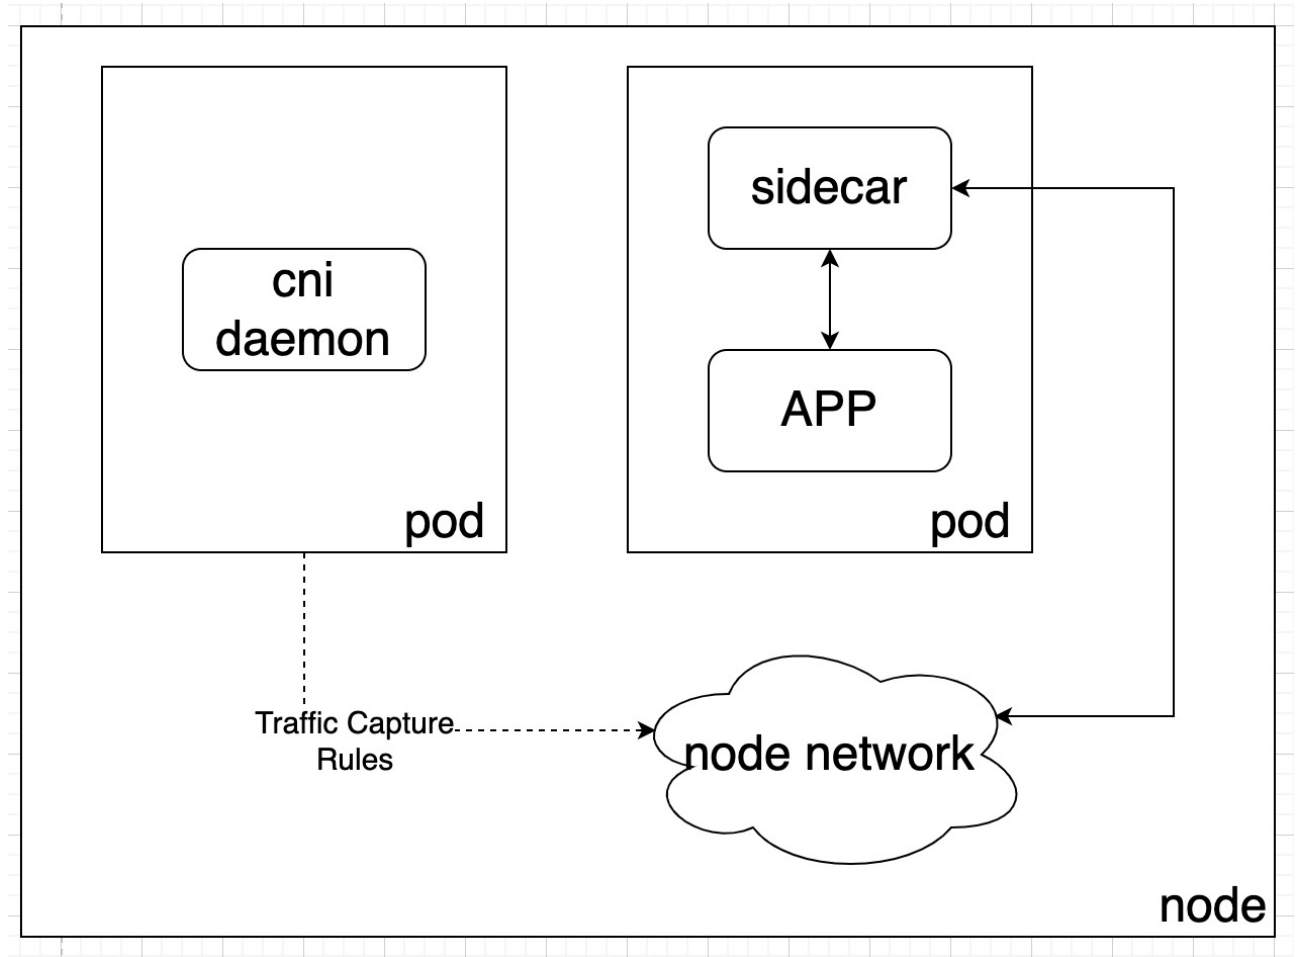 cni
daemon
pod
sidecar
APP
pod
Traffic Capture
Rules
node network
node